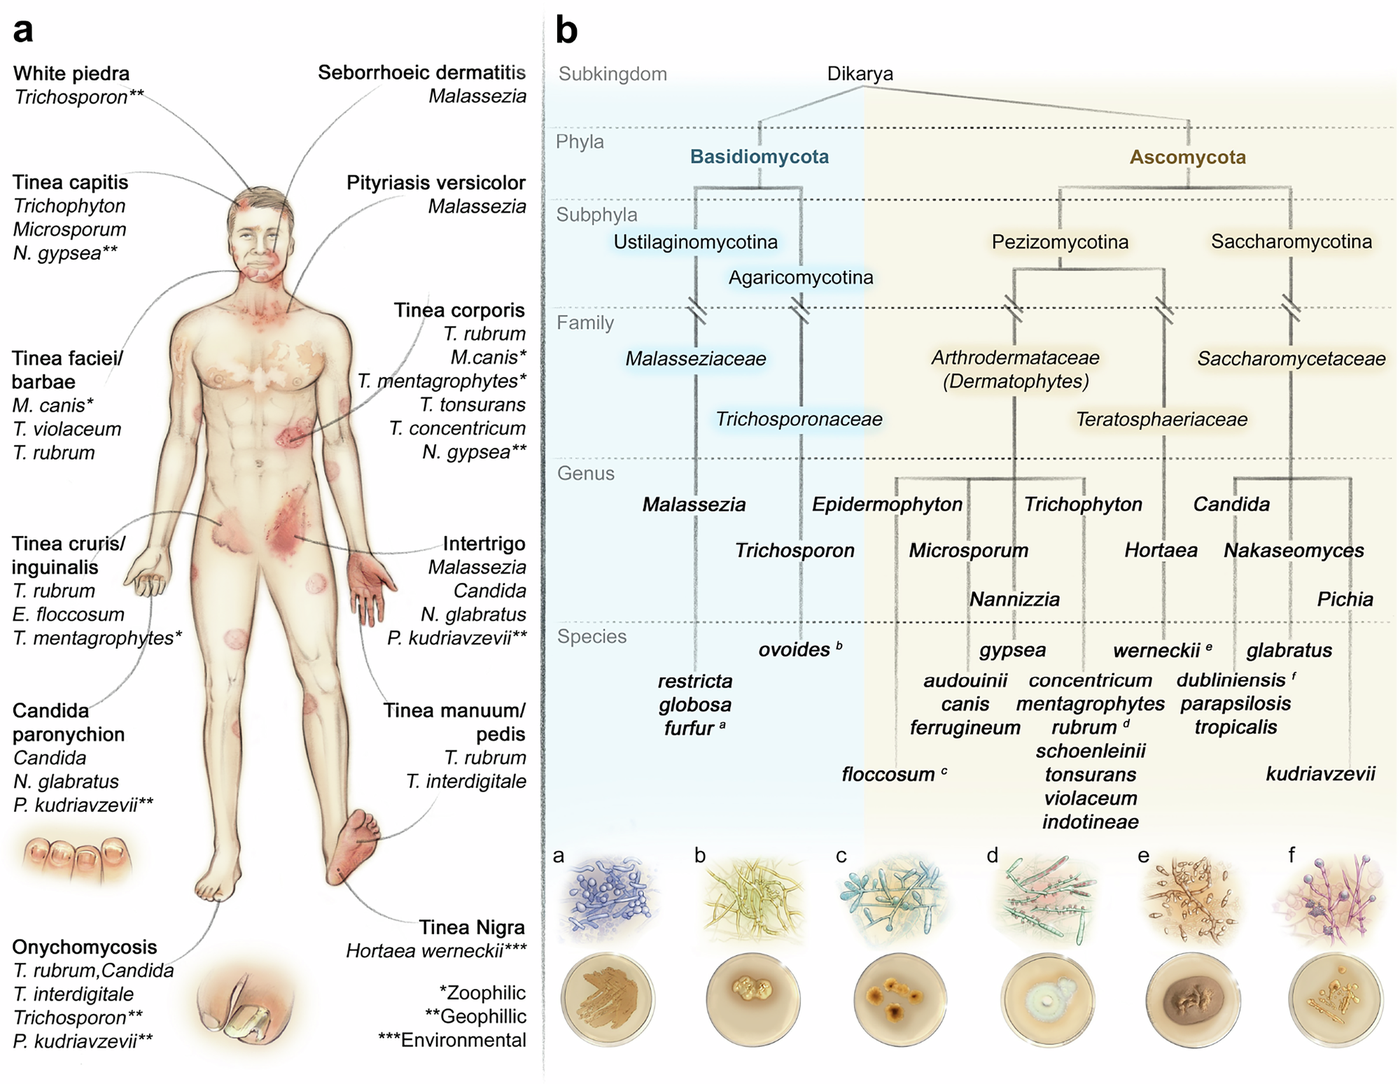 a
White piedra
Trichosporon**
Seborrhoeic dermatitis
Malassezia
Tinea capitis
Trichophyton
Microsporum
N. gypsea**
Pityriasis versicolor
Malassezia
Tinea corporis
T. rubrum
M.canis*
T. mentagrophytes*
T. tonsurans
T. concentricum
N. gypsea**
Tinea faciei/
barbae
M. canis*
T. violaceum
T. rubrum
Tinea cruris/
inguinalis
T. rubrum
E. floccosum
T. mentagrophytes*
Intertrigo
Malassezia
Candida
N. glabratus
P. kudriavzevii**
Candida
paronychion
Candida
N. glabratus
P. kudriavzevii**
Tinea manuum/
pedis
T. rubrum
T. interdigitale
Tinea Nigra
Hortaea werneckii***
Onychomycosis
T. rubrum,Candida
T. interdigitale
Trichosporon**
P. kudriavzevii**
*Zoophilic
**Geophillic
***Environmental
b
Subkingdom
Dikarya
Phyla
Basidiomycota
Ascomycota
Subphyla
Ustilaginomycotina
Pezizomycotina
Saccharomycotina
Agaricomycotina
Family
Malasseziaceae
Arthrodermataceae
(Dermatophytes)
Saccharomycetaceae
Trichosporonaceae
Teratosphaeriaceae
Genus
Malassezia
Epidermophyton
Trichophyton
Candida
Trichosporon
Microsporum
Hortaea
Nakaseomyces
Nannizzia
Pichia
Species
ovoides b
gypsea
werneckii e
glabratus
restricta
globosa
furfur a
audouinii
canis
ferrugineum
concentricum
mentagrophytes
rubrum d
schoenleinii
tonsurans
violaceum
indotineae
dubliniensis f
parapsilosis
tropicalis
floccosum c
kudriavzevii
a
b
c
d
e
f